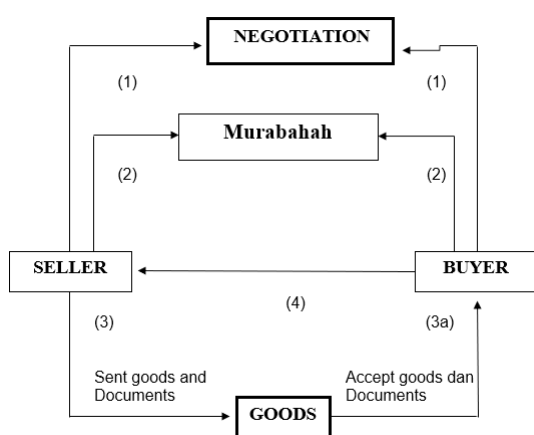 NEGOTIATION
(1)
(1)
Murabahah
(2)
(2)
SELLER
BUYER
(3)
(4)
(3a)
Sent goods and
Documents
Accept goods dan
Documents
GOODS